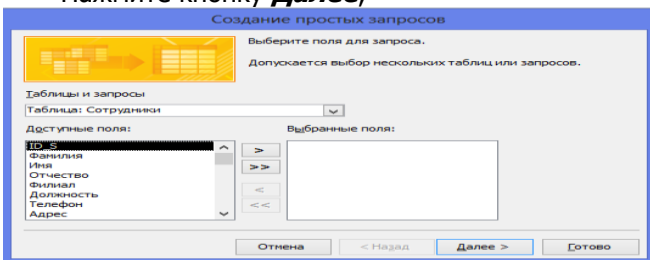 Нажмите кнопку Далее;
Создание простых запросов
Выберите поля для запроса.
Допускается выбор нескольких таблиц или запросов.
Таблицы и запросы
Таблица: Сотрудники
Доступные поля:
Выбранные поля:
ID_S
Фамилия
Имя
Отчество
Филиал
Должность
Телефон
Адрес
>
>>
<
<<
Отмена
< Назад
Далее >
Готово